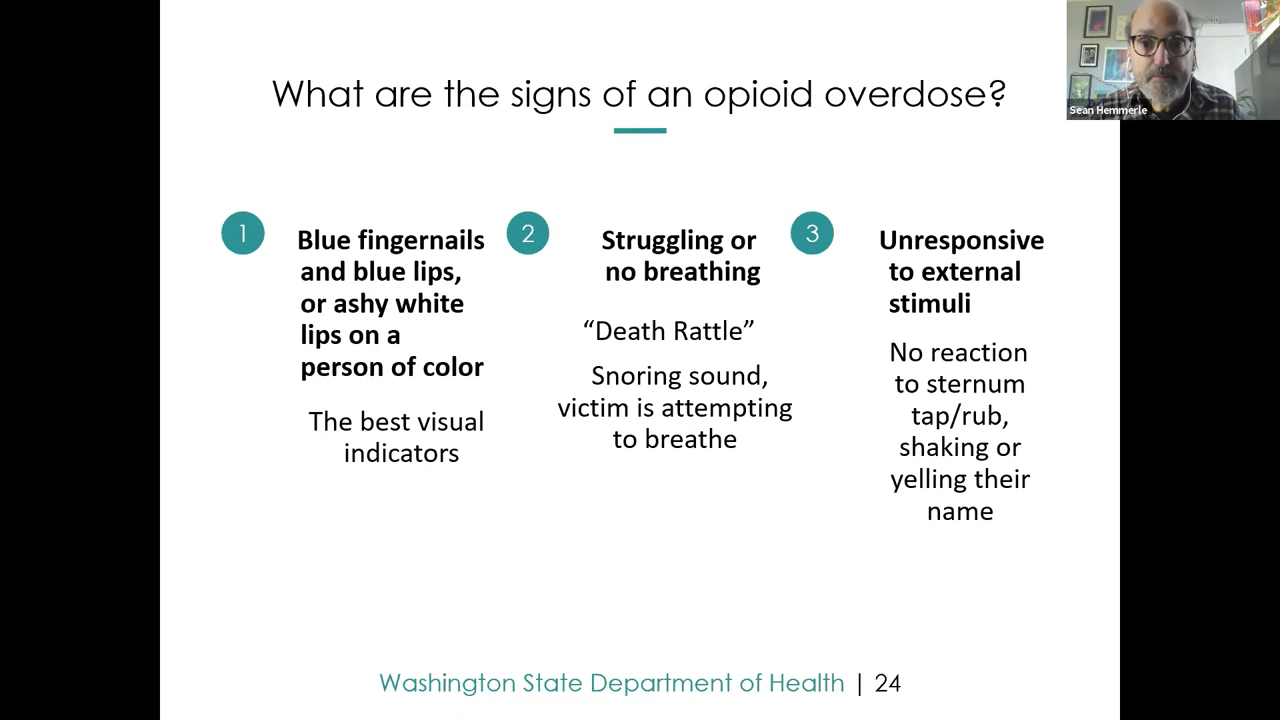 Sean Hemmerle
What are the signs of an opioid overdose?
1
Blue fingernails
and blue lips,
or ashy white
lips on a
person of color
The best visual
indicators
2
Struggling or
no breathing
“Death Rattle”
Snoring sound,
victim is attempting
to breathe
3
Unresponsive
to external
stimuli
No reaction
to sternum
tap/rub,
shaking or
yelling their
name
Washington State Department of Health | 24